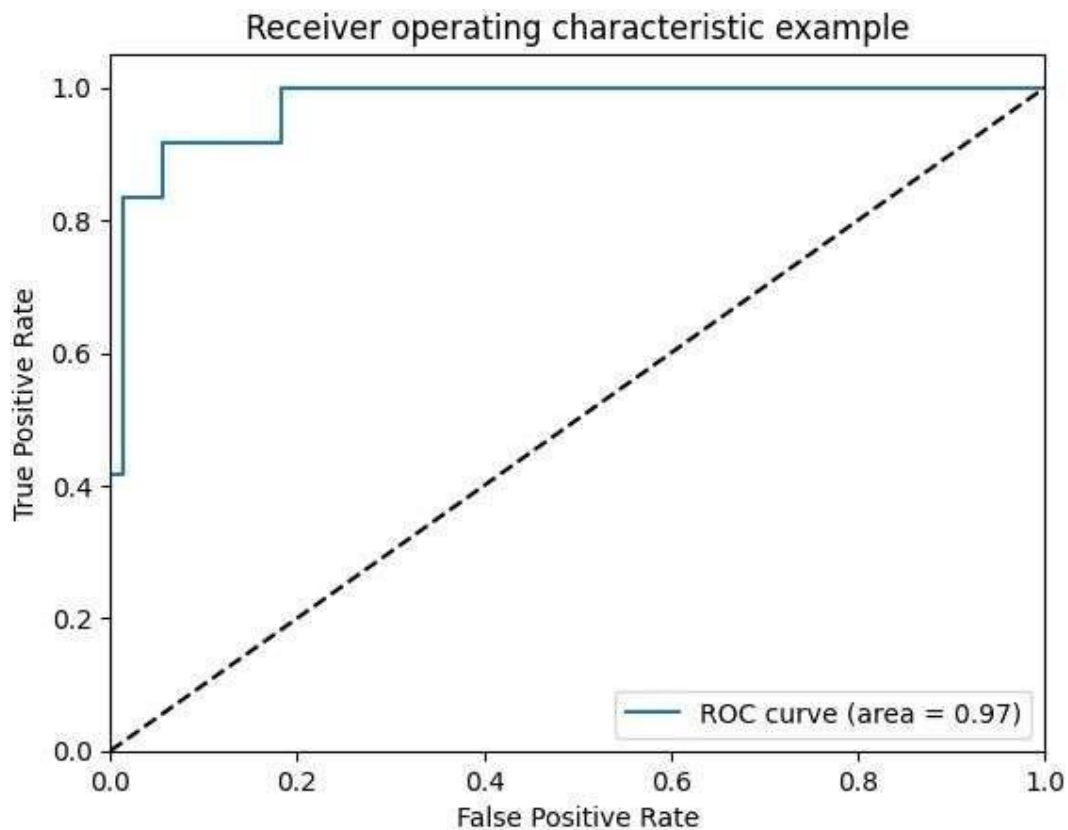 Receiver operating characteristic example
1.0
0.8
0.6
0.4
0.2
0.0
True Positive Rate
ROC curve (area = 0.97)
0.0 0.2 0.4 0.6 0.8 1.0
False Positive Rate